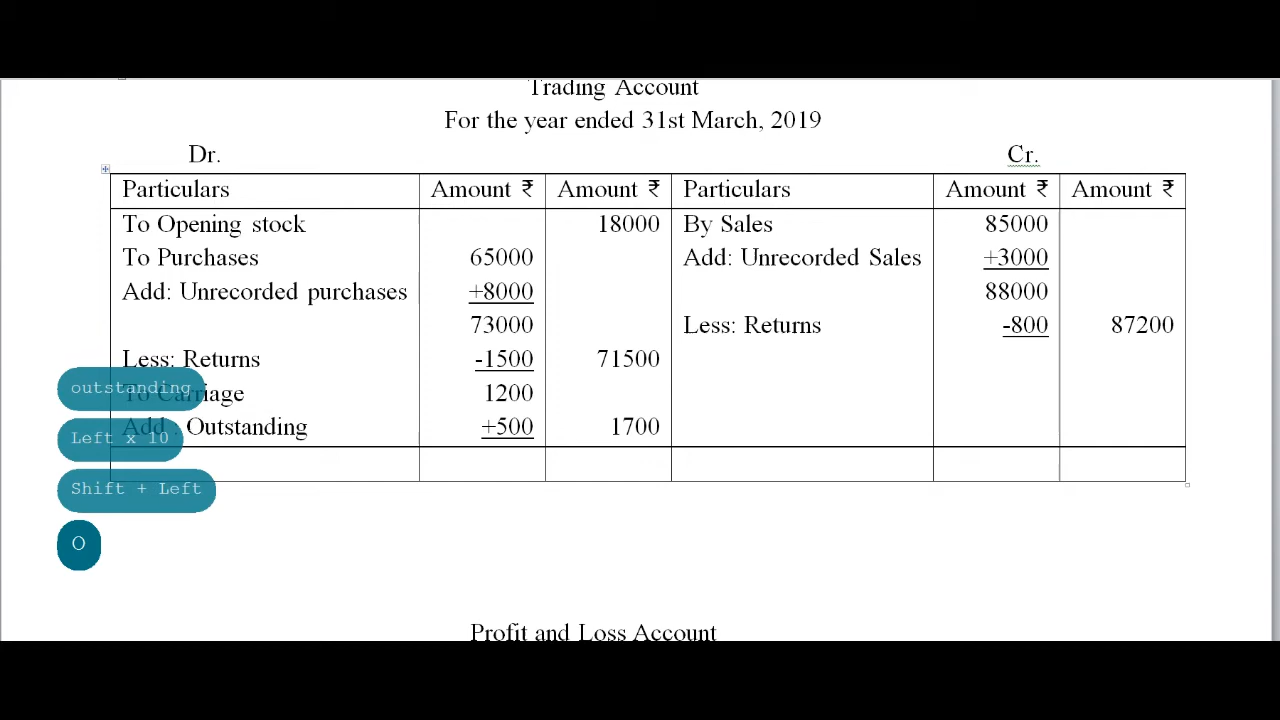 Trading Account
For the year ended 31st March, 2019
Dr. Cr.
Particulars Amount ₹ Amount ₹ Particulars Amount ₹ Amount ₹
To Opening stock 18000 By Sales 85000
To Purchases 65000 Add: Unrecorded Sales +3000
Add: Unrecorded purchases +8000 88000
73000 Less: Returns -800 87200
Less: Returns -1500 71500
To Carriage 1200
Add : Outstanding +500 1700
outstanding
Left x 10
Shift + Left
O
Profit and Loss Account